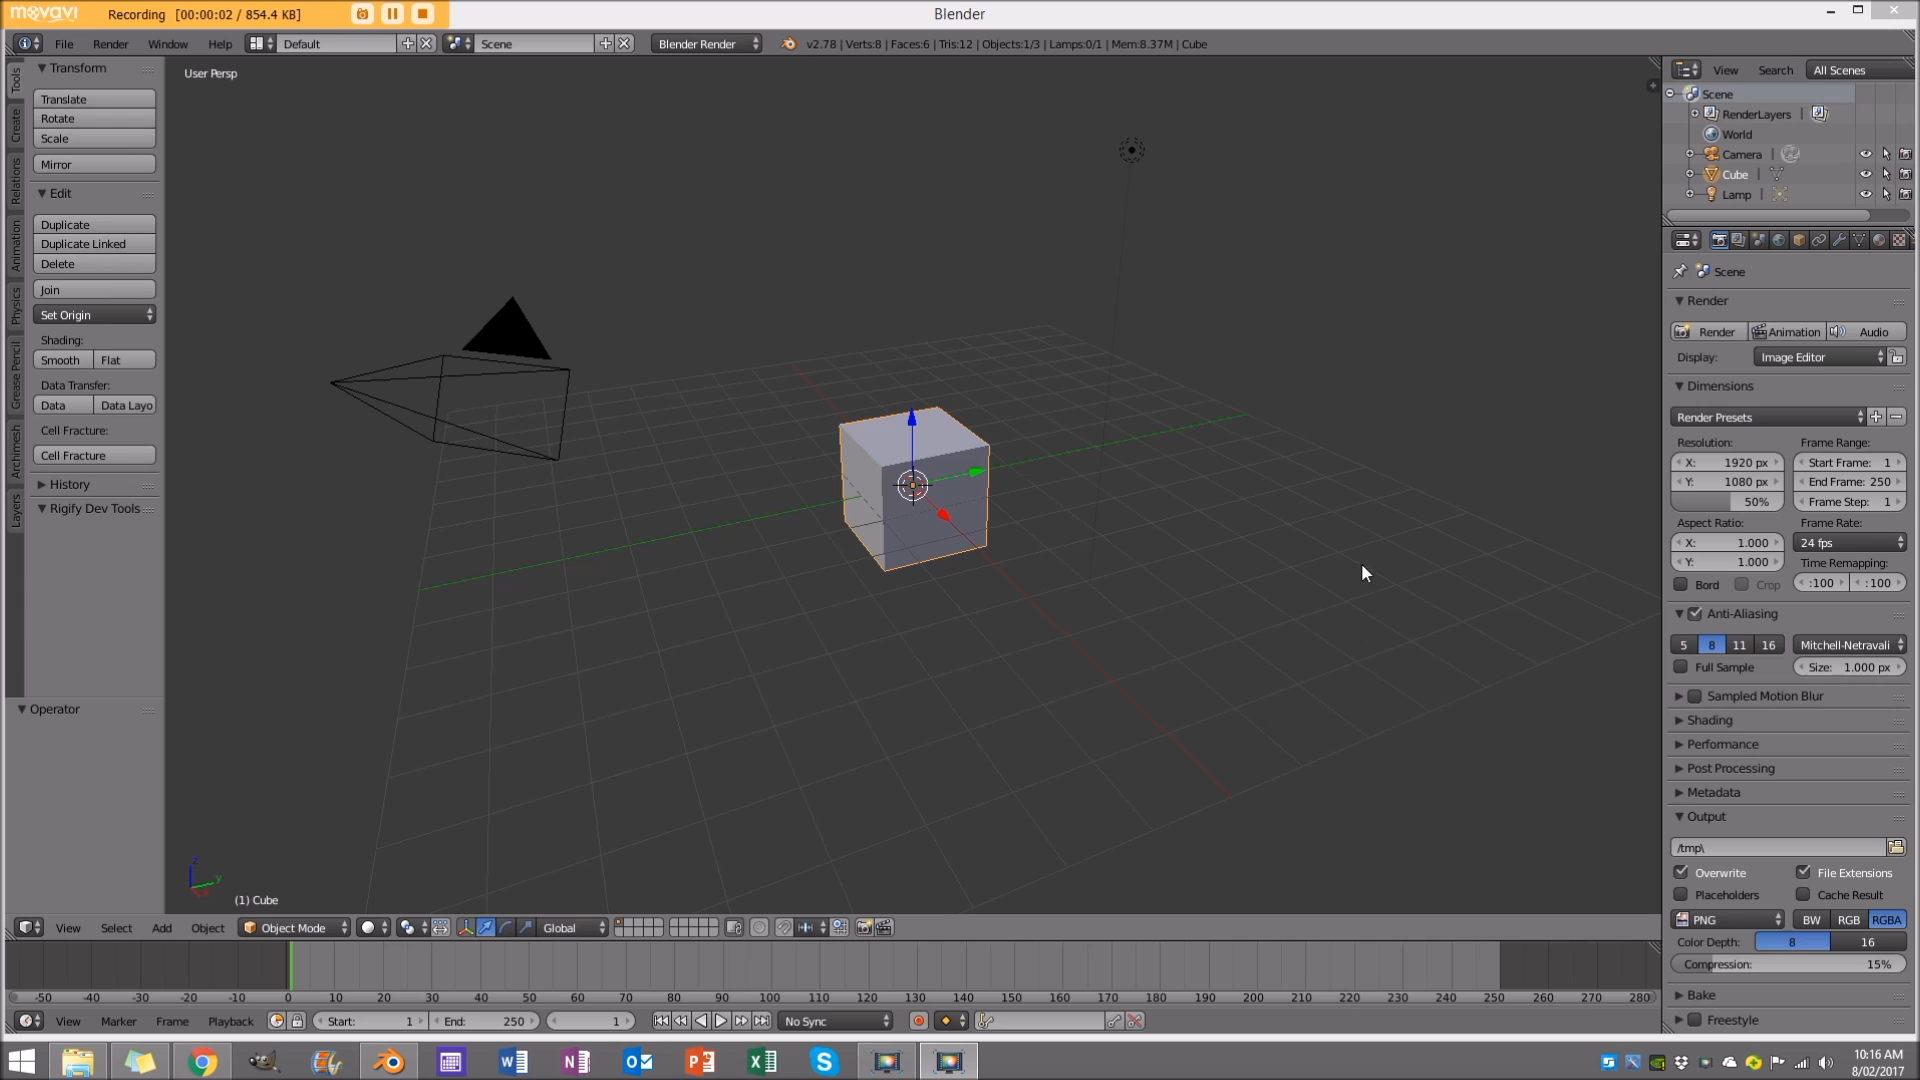 movavi Recording [00:00:02 / 854.4 KB] Blender
File Render Window Help Default Scene Blender Render v2.78 | Verts:8 | Faces:6 | Tris:12 | Objects:1/3 | Lamps:0/1 | Mem:8.37M | Cube
Tools
Create
Relations
Animation
Physics
Grease Pencil
Archimesh
Layers
Transform
Translate
Rotate
Scale
Mirror
Edit
Duplicate
Duplicate Linked
Delete
Join
Set Origin
Shading:
Smooth Flat
Data Transfer:
Data Data Layo
Cell Fracture:
Cell Fracture
History
Rigify Dev Tools
Operator
User Persp
z
y
(1) Cube
View Search All Scenes
Scene
RenderLayers |
World
Camera |
Cube |
Lamp |
Scene
Render
Render Animation Audio
Display: Image Editor
Dimensions
Render Presets
Resolution: Frame Range:
X: 1920 px Start Frame: 1
Y: 1080 px End Frame: 250
50% Frame Step: 1
Aspect Ratio: Frame Rate:
X: 1.000 24 fps
Y: 1.000 Time Remapping:
Bord Crop :100 :100
Anti-Aliasing
5 8 11 16 Mitchell-Netravali
Full Sample Size: 1.000 px
Sampled Motion Blur
Shading
Performance
Post Processing
Metadata
Output
/tmp\
Overwrite File Extensions
Placeholders Cache Result
PNG BW RGB RGBA
Color Depth: 8 16
Compression: 15%
Bake
Freestyle
View Select Add Object Object Mode Global
-50 -40 -30 -20 -10 0 10 20 30 40 50 60 70 80 90 100 110 120 130 140 150 160 170 180 190 200 210 220 230 240 250 260 270 280
View Marker Frame Playback Start: 1 End: 250 1 No Sync
10:16 AM
8/02/2017